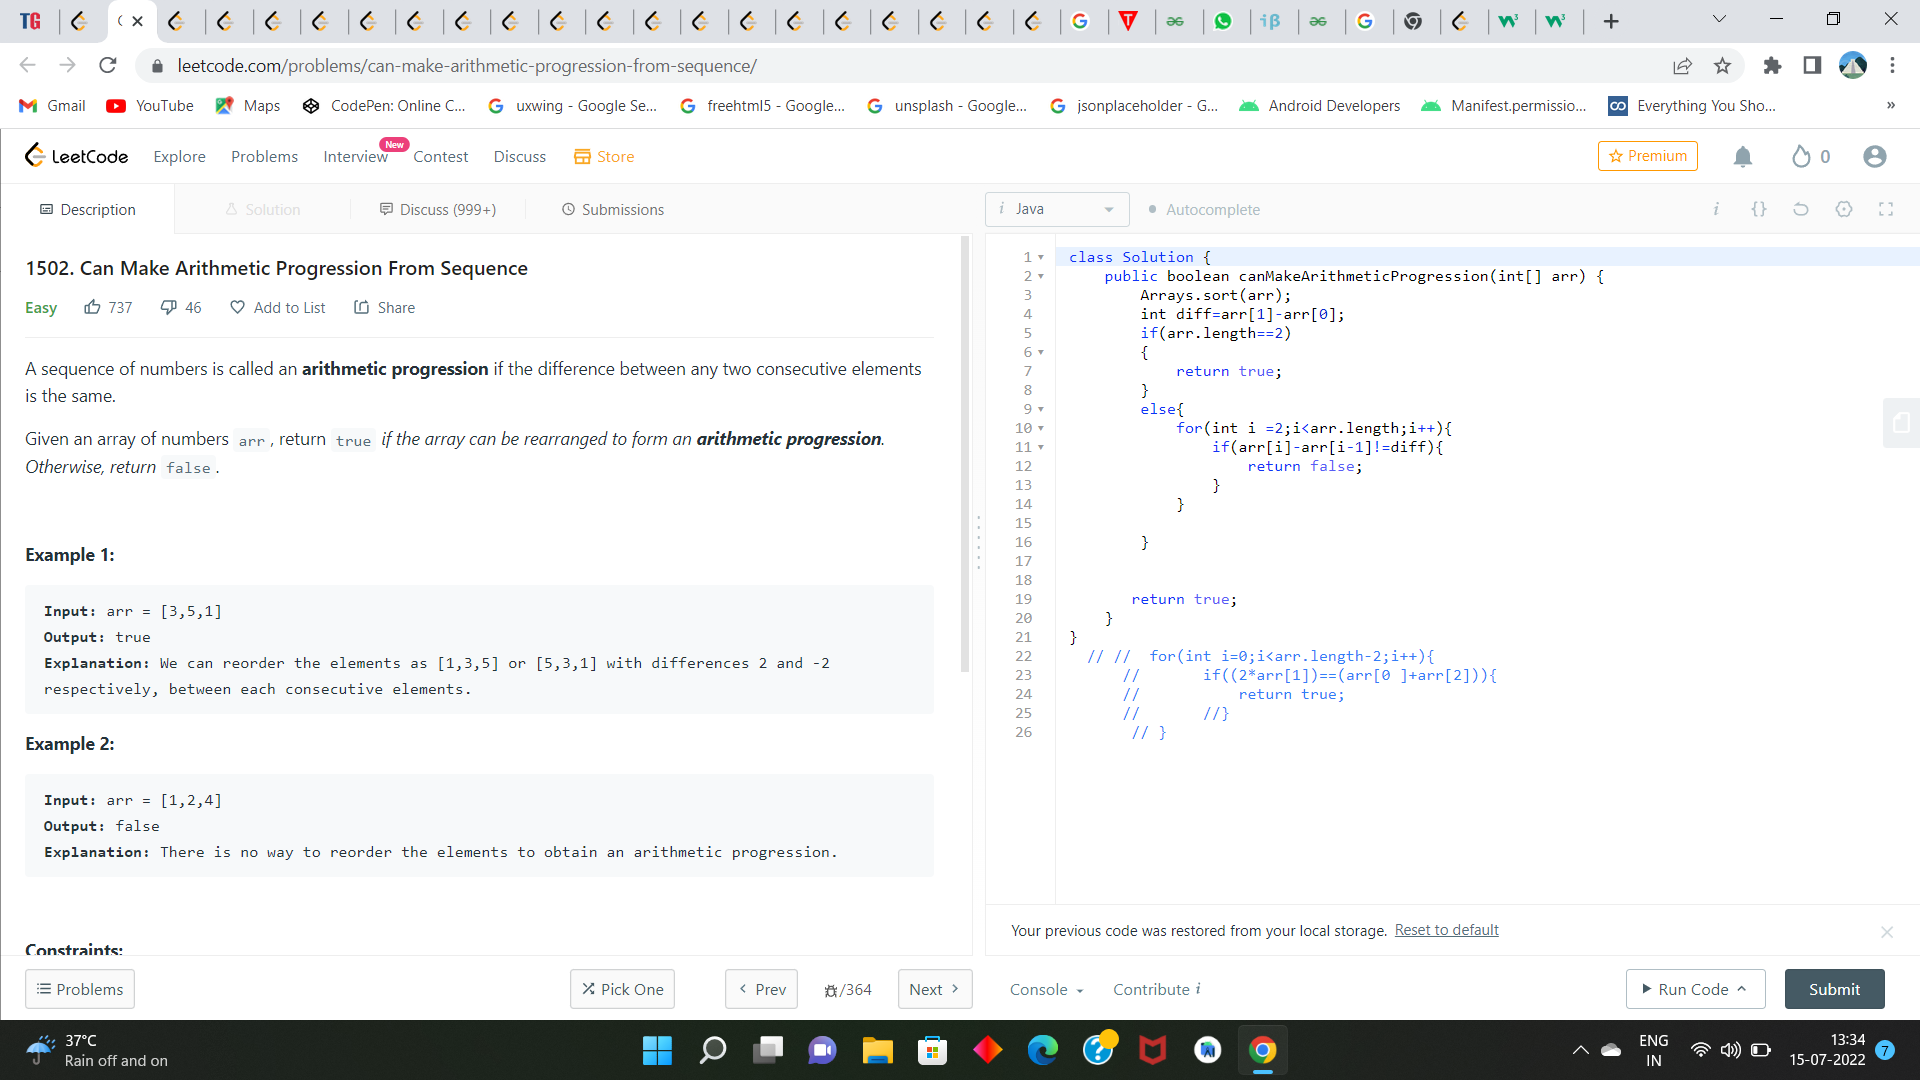 leetcode.com/problems/can-make-arithmetic-progression-from-sequence/
Gmail YouTube Maps CodePen: Online C... uxwing - Google Se... freehtml5 - Google... unsplash - Google... jsonplaceholder - G... Android Developers Manifest.permissio... Everything You Sho... »
LeetCode Explore Problems Interview New Contest Discuss Store Premium 0
Description Solution Discuss (999+) Submissions i Java Autocomplete i {}
1502. Can Make Arithmetic Progression From Sequence
Easy 737 46 Add to List Share
A sequence of numbers is called an arithmetic progression if the difference between any two consecutive elements
is the same.
Given an array of numbers arr, return true if the array can be rearranged to form an arithmetic progression.
Otherwise, return false.
Example 1:
Input: arr = [3,5,1]
Output: true
Explanation: We can reorder the elements as [1,3,5] or [5,3,1] with differences 2 and -2
respectively, between each consecutive elements.
Example 2:
Input: arr = [1,2,4]
Output: false
Explanation: There is no way to reorder the elements to obtain an arithmetic progression.
Constraints:
1 class Solution {
2 public boolean canMakeArithmeticProgression(int[] arr) {
3 Arrays.sort(arr);
4 int diff=arr[1]-arr[0];
5 if(arr.length==2)
6 {
7 return true;
8 }
9 else{
10 for(int i =2;i<arr.length;i++){
11 if(arr[i]-arr[i-1]!=diff){
12 return false;
13 }
14 }
15
16 }
17
18
19 return true;
20 }
21 }
22 // // for(int i=0;i<arr.length-2;i++){
23 // if((2*arr[1])==(arr[0 ]+arr[2])){
24 // return true;
25 // //}
26 // }
Your previous code was restored from your local storage. Reset to default
Problems Pick One Prev /364 Next Console Contribute i Run Code Submit
37°C
Rain off and on
ENG
IN
13:34
15-07-2022
7